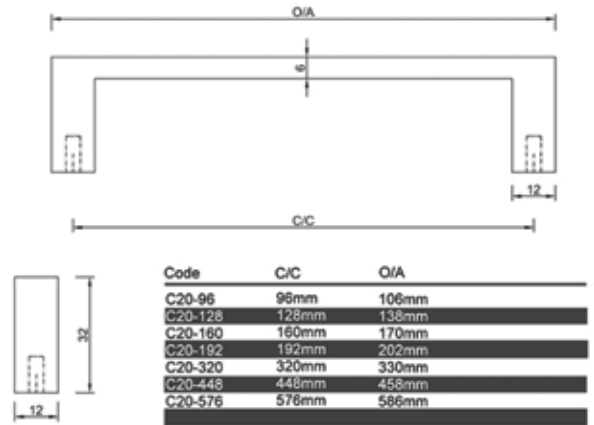 O/A
6
12
C/C
32
12
Code C/C O/A
C20-96 96mm 106mm
C20-128 128mm 138mm
C20-160 160mm 170mm
C20-192 192mm 202mm
C20-320 320mm 330mm
C20-448 448mm 458mm
C20-576 576mm 586mm